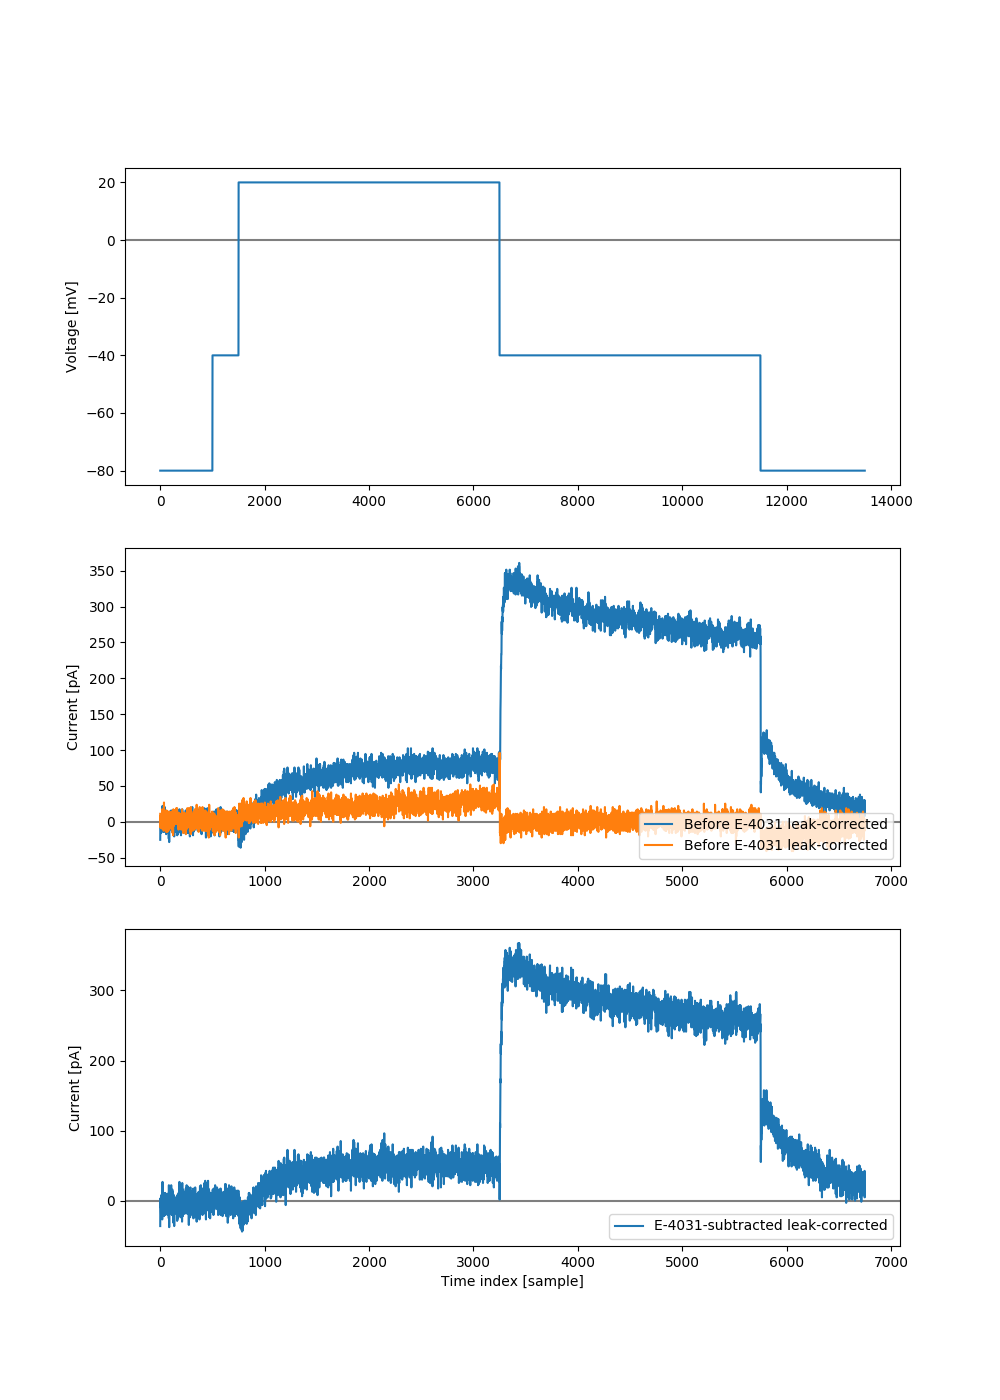 Voltage [mV]
20
0
−20
−40
−60
−80
0 2000 4000 6000 8000 10000 12000 14000
Current [pA]
350
300
250
200
150
100
50
0
−50
Before E-4031 leak-corrected
Before E-4031 leak-corrected
0 1000 2000 3000 4000 5000 6000 7000
Current [pA]
300
200
100
0
E-4031-subtracted leak-corrected
0 1000 2000 3000 4000 5000 6000 7000
Time index [sample]